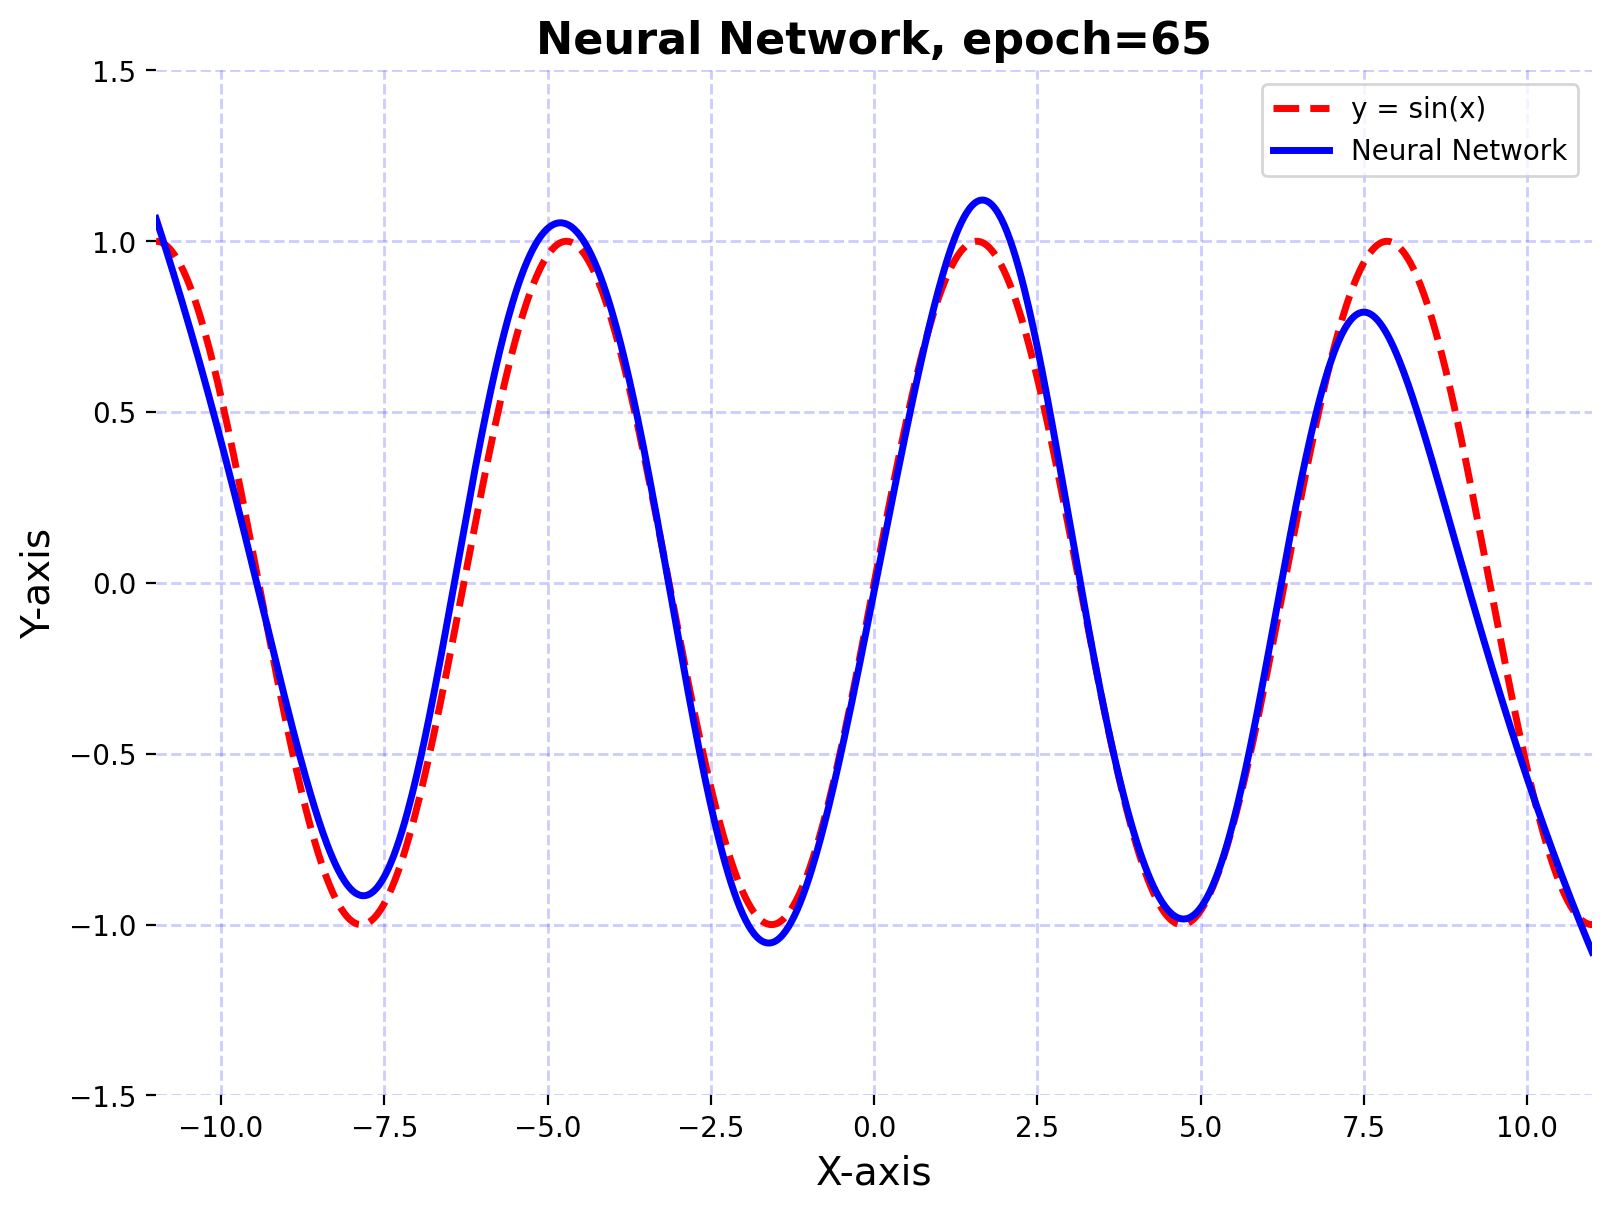 Neural Network, epoch=65
y = sin(x)
Neural Network
1.5
1.0
0.5
0.0
−0.5
−1.0
−1.5
Y-axis
−10.0 −7.5 −5.0 −2.5 0.0 2.5 5.0 7.5 10.0
X-axis